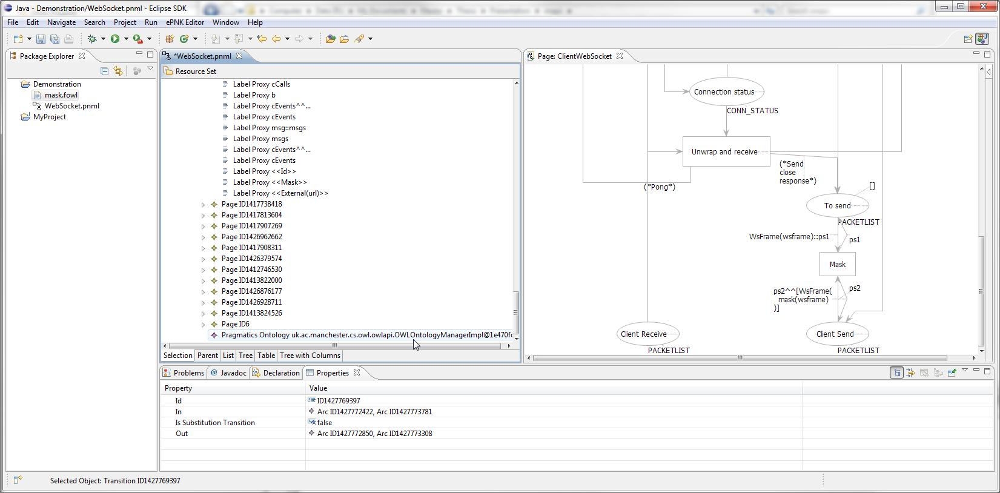 Java - Demonstration/WebSocket.pnml - Eclipse SDK
File Edit Navigate Search Project Run ePNK Editor Window Help
Package Explorer
Demonstration
mask.fowl
WebSocket.pnml
MyProject
*WebSocket.pnml
Resource Set
Label Proxy cCalls
Label Proxy b
Label Proxy cEvents^^...
Label Proxy cEvents
Label Proxy msg::msgs
Label Proxy msgs
Label Proxy cEvents^^...
Label Proxy cEvents
Label Proxy <<Id>>
Label Proxy <<Mask>>
Label Proxy <<External(url)>>
Page ID1417738418
Page ID1417813604
Page ID1417907269
Page ID1426962662
Page ID1417908311
Page ID1426379574
Page ID1412746530
Page ID1413822000
Page ID1426876177
Page ID1426928711
Page ID1413824526
Page ID6
Pragmatics Ontology uk.ac.manchester.cs.owl.owlapi.OWLOntologyManagerImpl@1e470fc
Selection Parent List Tree Table Tree with Columns
Page: ClientWebSocket
Connection status
CONN_STATUS
Unwrap and receive
(*Send
close
response*)
(*Pong*)
[]
To send
PACKETLIST
WsFrame(wsframe)::ps1
ps1
Mask
ps2
ps2^^[WsFrame(
mask(wsframe)
)]
Client Receive
PACKETLIST
Client Send
PACKETLIST
Problems Javadoc Declaration Properties
Property Value
Id ID1427769397
In Arc ID1427772422, Arc ID1427773781
Is Substitution Transition false
Out Arc ID1427772850, Arc ID1427773308
Selected Object: Transition ID1427769397